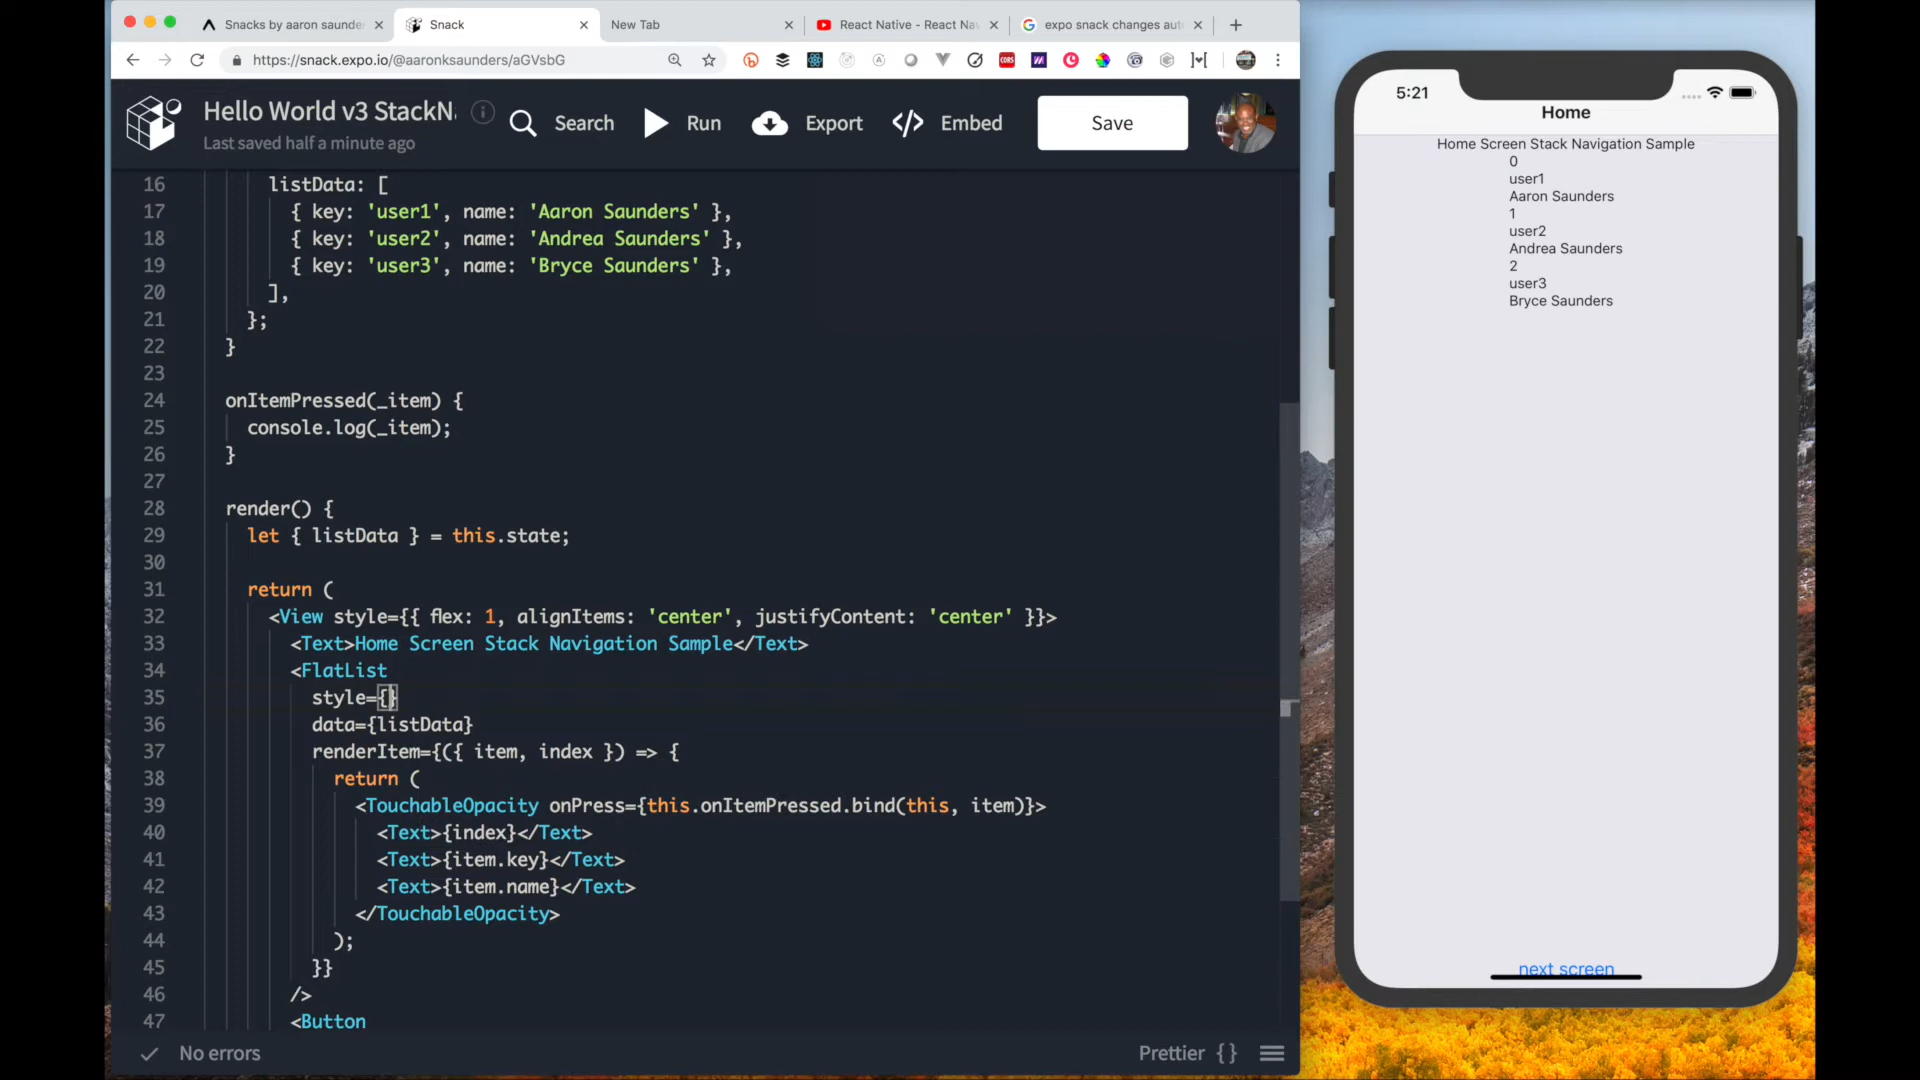 Snacks by aaron saunde
Snack
New Tab
React Native - React Na
expo snack changes aut
https://snack.expo.io/@aaronksaunders/aGVsbG
Hello World v3 StackN
Last saved half a minute ago
Search
Run
Export
Embed
Save
16 listData: [
17 { key: 'user1', name: 'Aaron Saunders' },
18 { key: 'user2', name: 'Andrea Saunders' },
19 { key: 'user3', name: 'Bryce Saunders' },
20 ],
21 };
22 }
23
24 onItemPressed(_item) {
25 console.log(_item);
26 }
27
28 render() {
29 let { listData } = this.state;
30
31 return (
32 <View style={{ flex: 1, alignItems: 'center', justifyContent: 'center' }}>
33 <Text>Home Screen Stack Navigation Sample</Text>
34 <FlatList
35 style={}
36 data={listData}
37 renderItem={({ item, index }) => {
38 return (
39 <TouchableOpacity onPress={this.onItemPressed.bind(this, item)}>
40 <Text>{index}</Text>
41 <Text>{item.key}</Text>
42 <Text>{item.name}</Text>
43 </TouchableOpacity>
44 );
45 }}
46 />
47 <Button
No errors
Prettier { }
5:21
Home
Home Screen Stack Navigation Sample
0
user1
Aaron Saunders
1
user2
Andrea Saunders
2
user3
Bryce Saunders
next screen